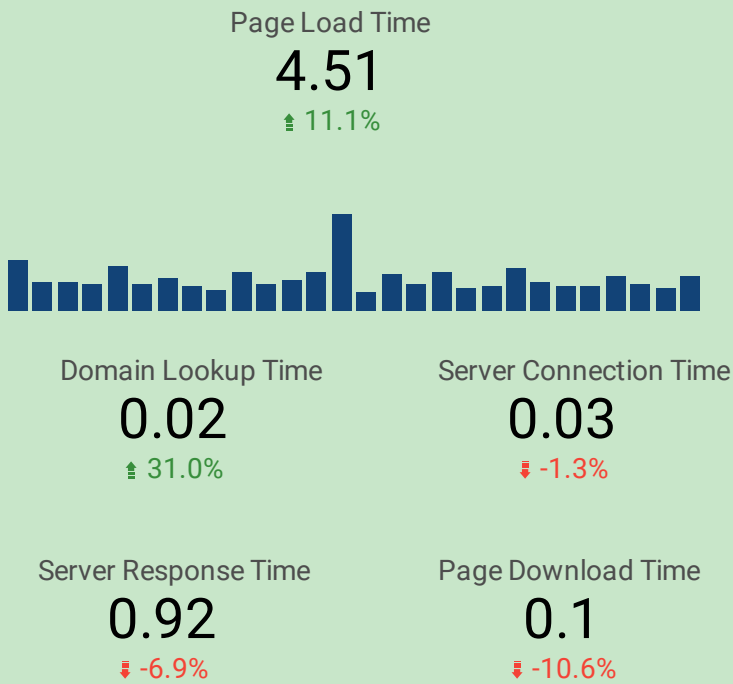 Page Load Time
4.51
11.1%
Domain Lookup Time
0.02
31.0%
Server Connection Time
0.03
-1.3%
Server Response Time
0.92
-6.9%
Page Download Time
0.1
-10.6%